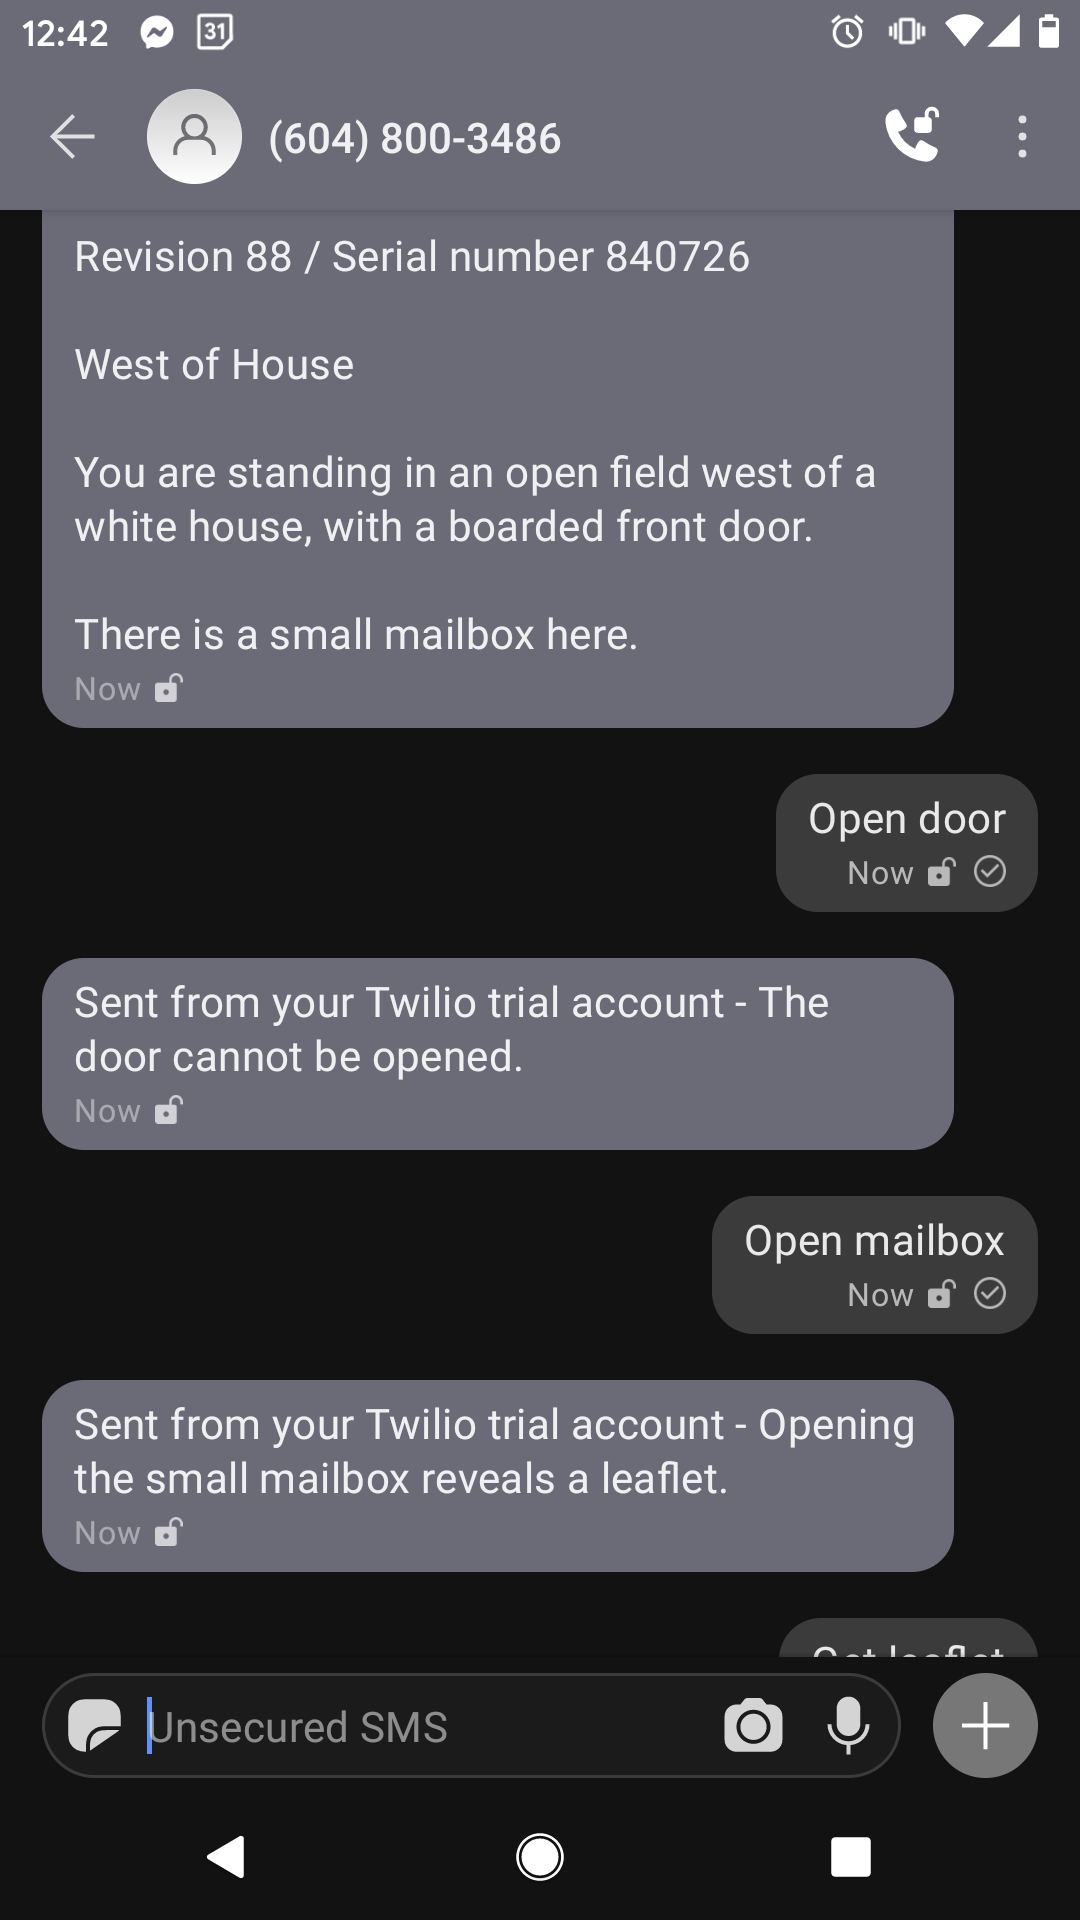 12:42
31
(604) 800-3486
Revision 88 / Serial number 840726
West of House
You are standing in an open field west of a
white house, with a boarded front door.
There is a small mailbox here.
Now
Open door
Now
Sent from your Twilio trial account - The
door cannot be opened.
Now
Open mailbox
Now
Sent from your Twilio trial account - Opening
the small mailbox reveals a leaflet.
Now
Get leaflet
Unsecured SMS